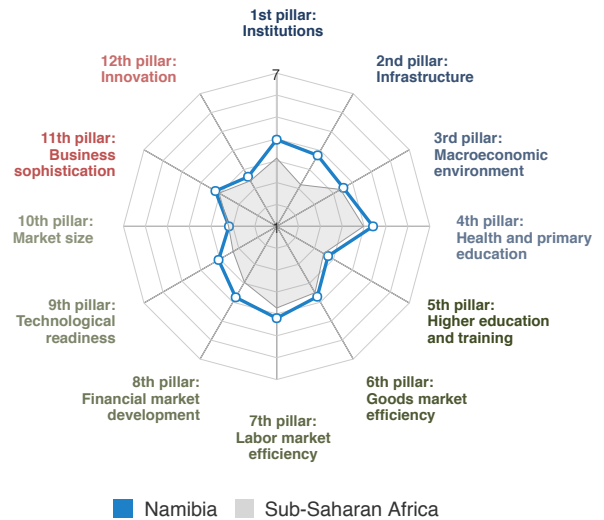 1st pillar:
Institutions
2nd pillar:
Infrastructure
3rd pillar:
Macroeconomic
environment
4th pillar:
Health and primary
education
5th pillar:
Higher education
and training
6th pillar:
Goods market
efficiency
7th pillar:
Labor market
efficiency
8th pillar:
Financial market
development
9th pillar:
Technological
readiness
10th pillar:
Market size
11th pillar:
Business
sophistication
12th pillar:
Innovation
7
1
Namibia
Sub-Saharan Africa